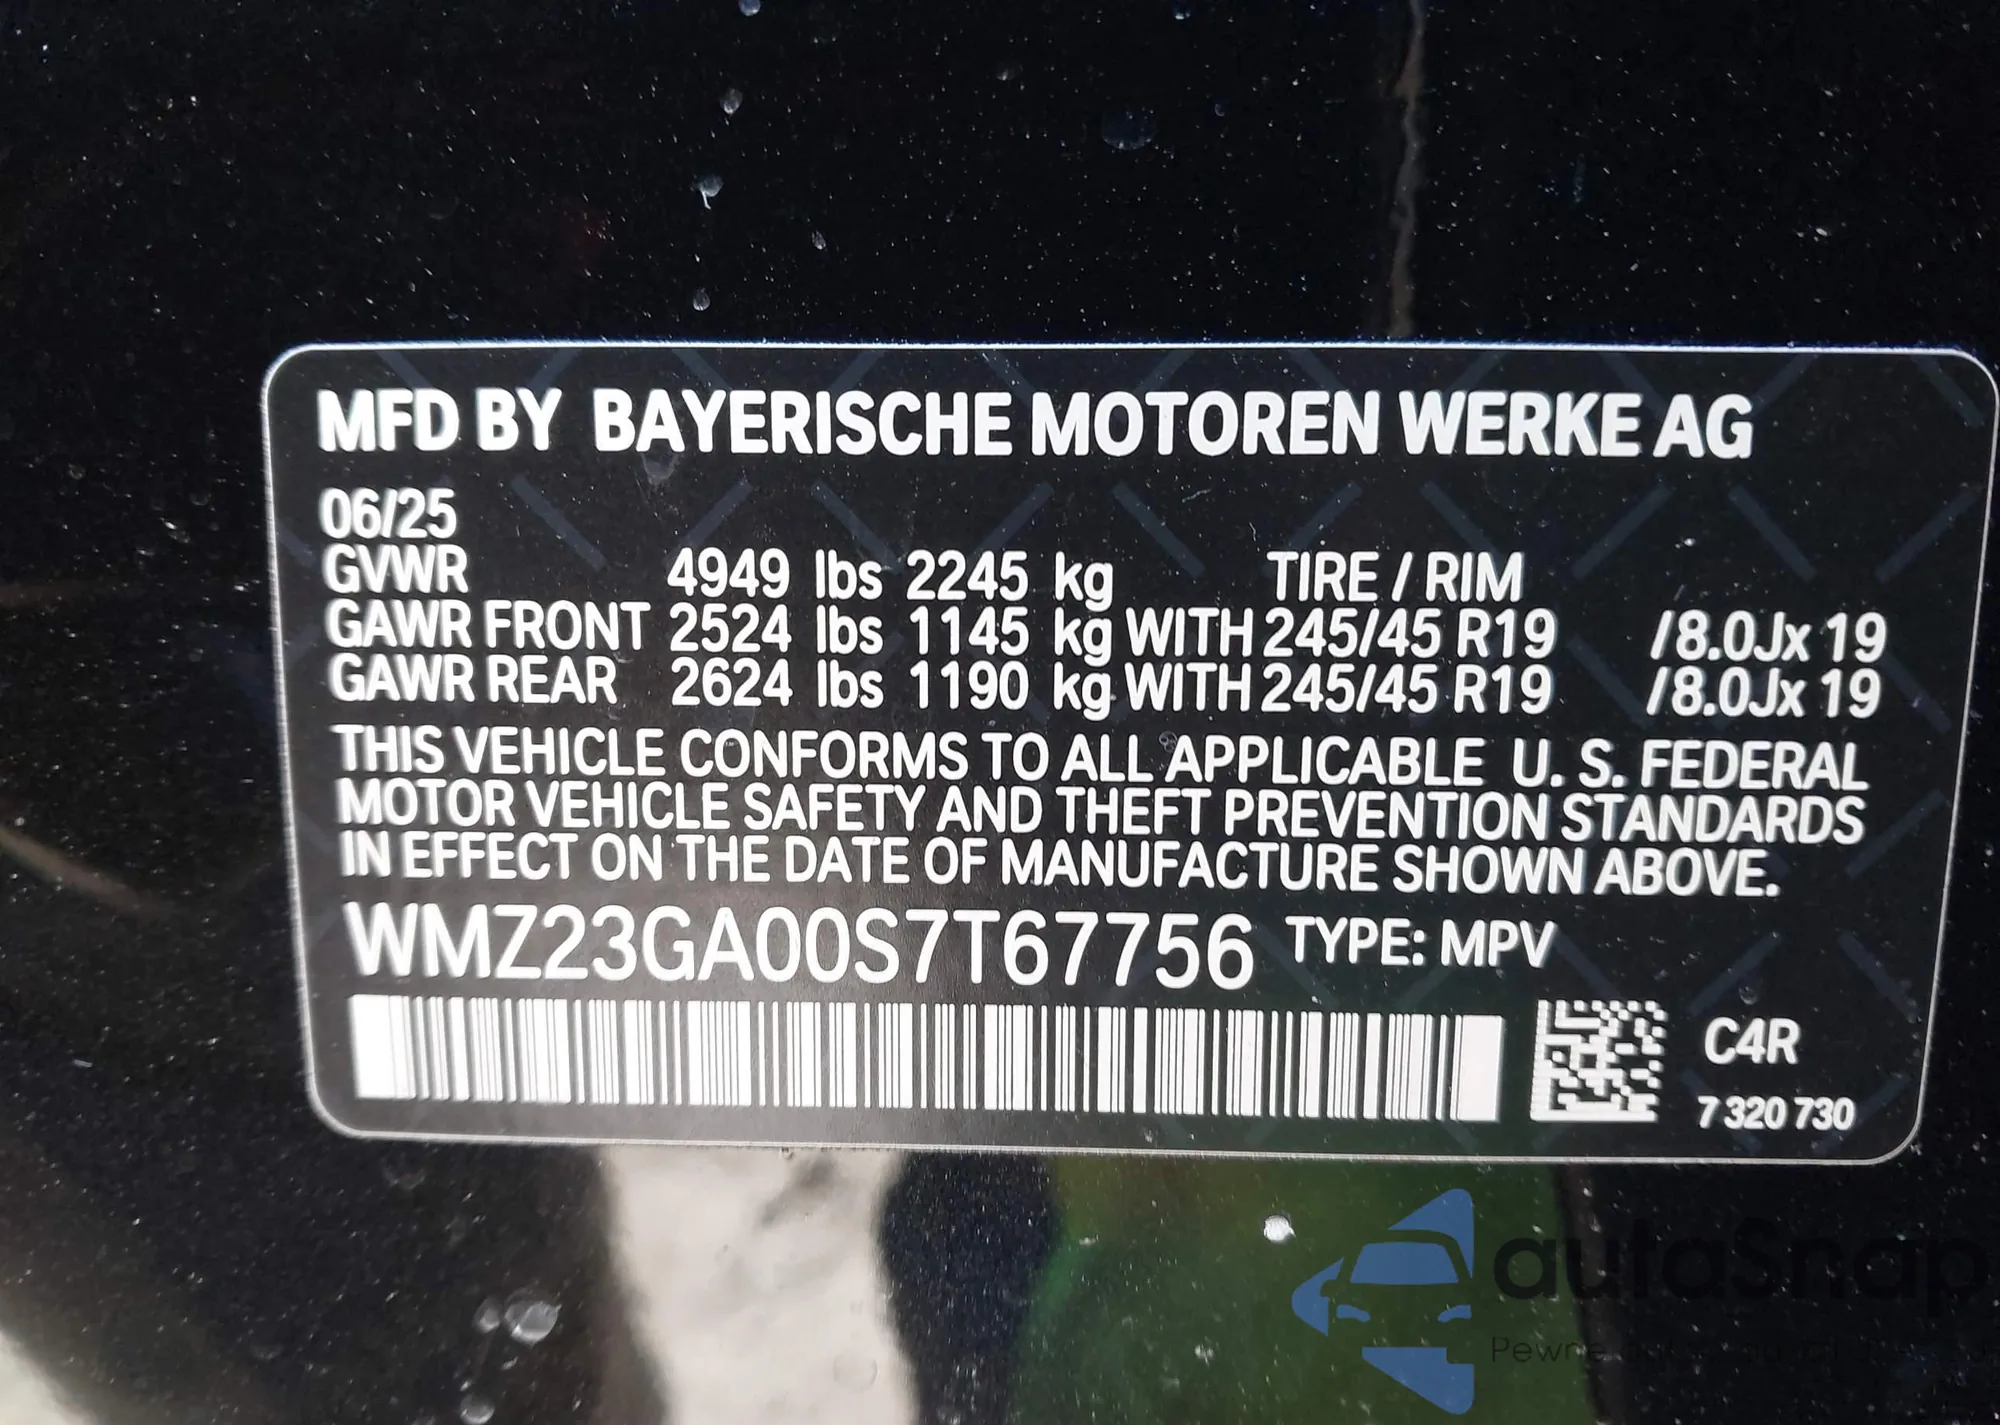 MFD BY BAYERISCHE MOTOREN WERKE AG
06/25
GVWR 4949 lbs 2245 kg TIRE / RIM
GAWR FRONT 2524 lbs 1145 kg WITH 245/45 R19 /8.0Jx 19
GAWR REAR 2624 lbs 1190 kg WITH 245/45 R19 /8.0Jx 19
THIS VEHICLE CONFORMS TO ALL APPLICABLE U. S. FEDERAL
MOTOR VEHICLE SAFETY AND THEFT PREVENTION STANDARDS
IN EFFECT ON THE DATE OF MANUFACTURE SHOWN ABOVE.
WMZ23GA00S7T67756 TYPE: MPV
C4R
7 320 730
autaSnap
Pewne